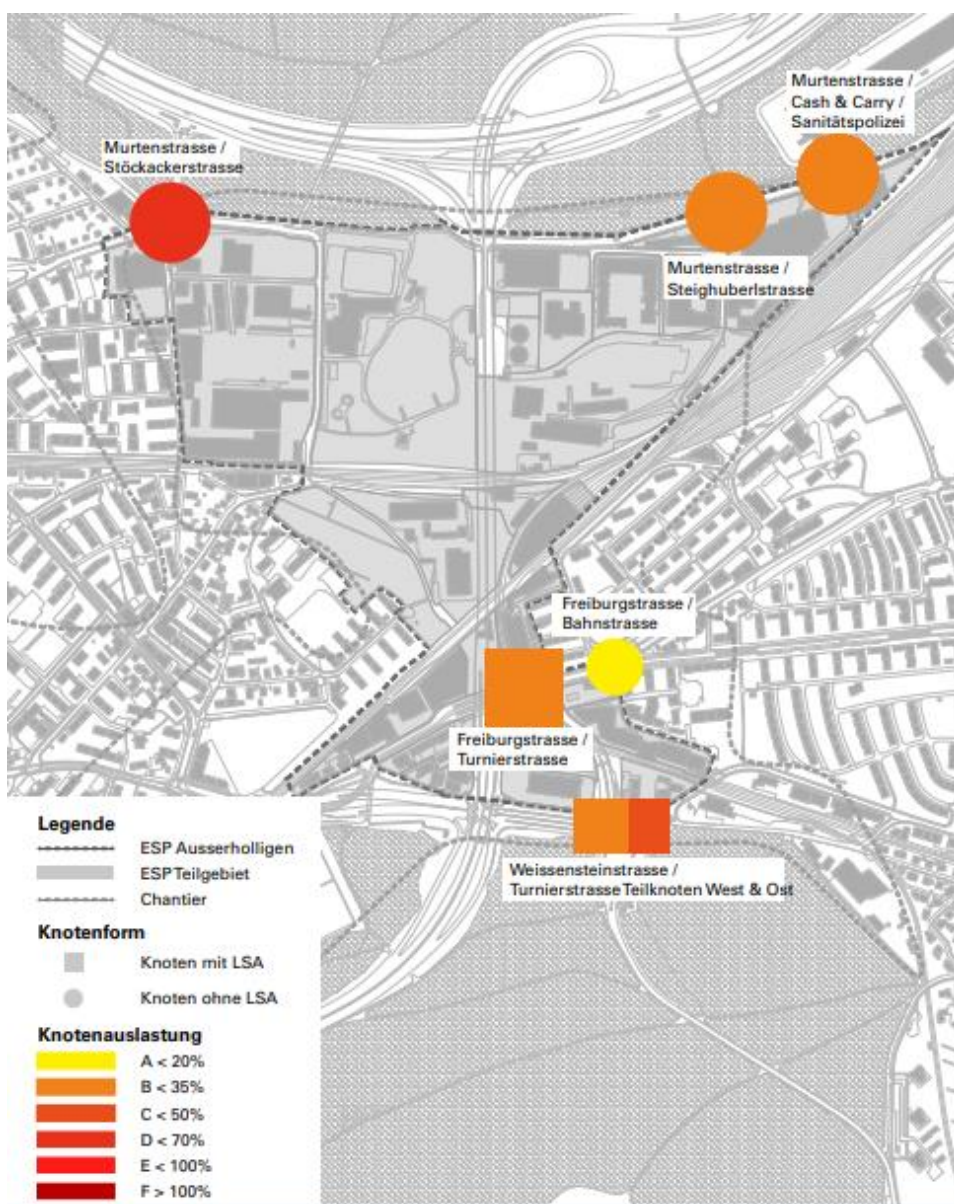 Murtenstrasse /
Cash & Carry /
Sanitätspolizei
Murtenstrasse /
Stöckackerstrasse
Murtenstrasse /
Steighuberlstrasse
Freiburgstrasse /
Bahnstrasse
Freiburgstrasse /
Turnierstrasse
Weissensteinstrasse /
Turnierstrasse Teilknoten West & Ost
Legende
ESP Ausserholligen
ESP Teilgebiet
Chantier
Knotenform
Knoten mit LSA
Knoten ohne LSA
Knotenauslastung
A < 20%
B < 35%
C < 50%
D < 70%
E < 100%
F > 100%